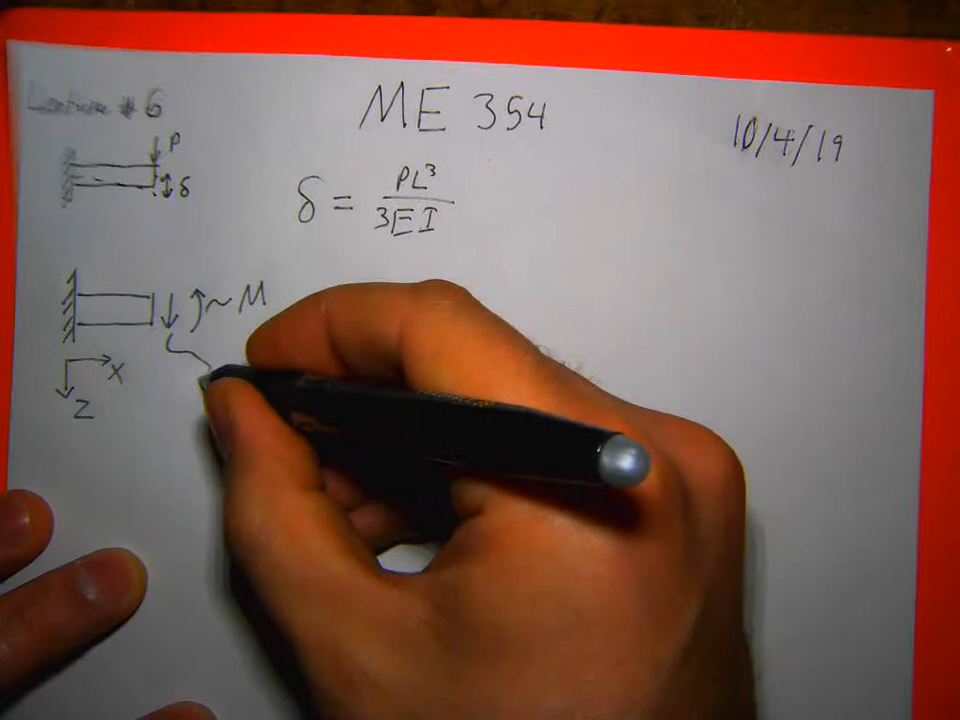 Lecture # 6
ME 354
10/4/19
P
δ
δ = PL³ / 3EI
~ M
X
Z